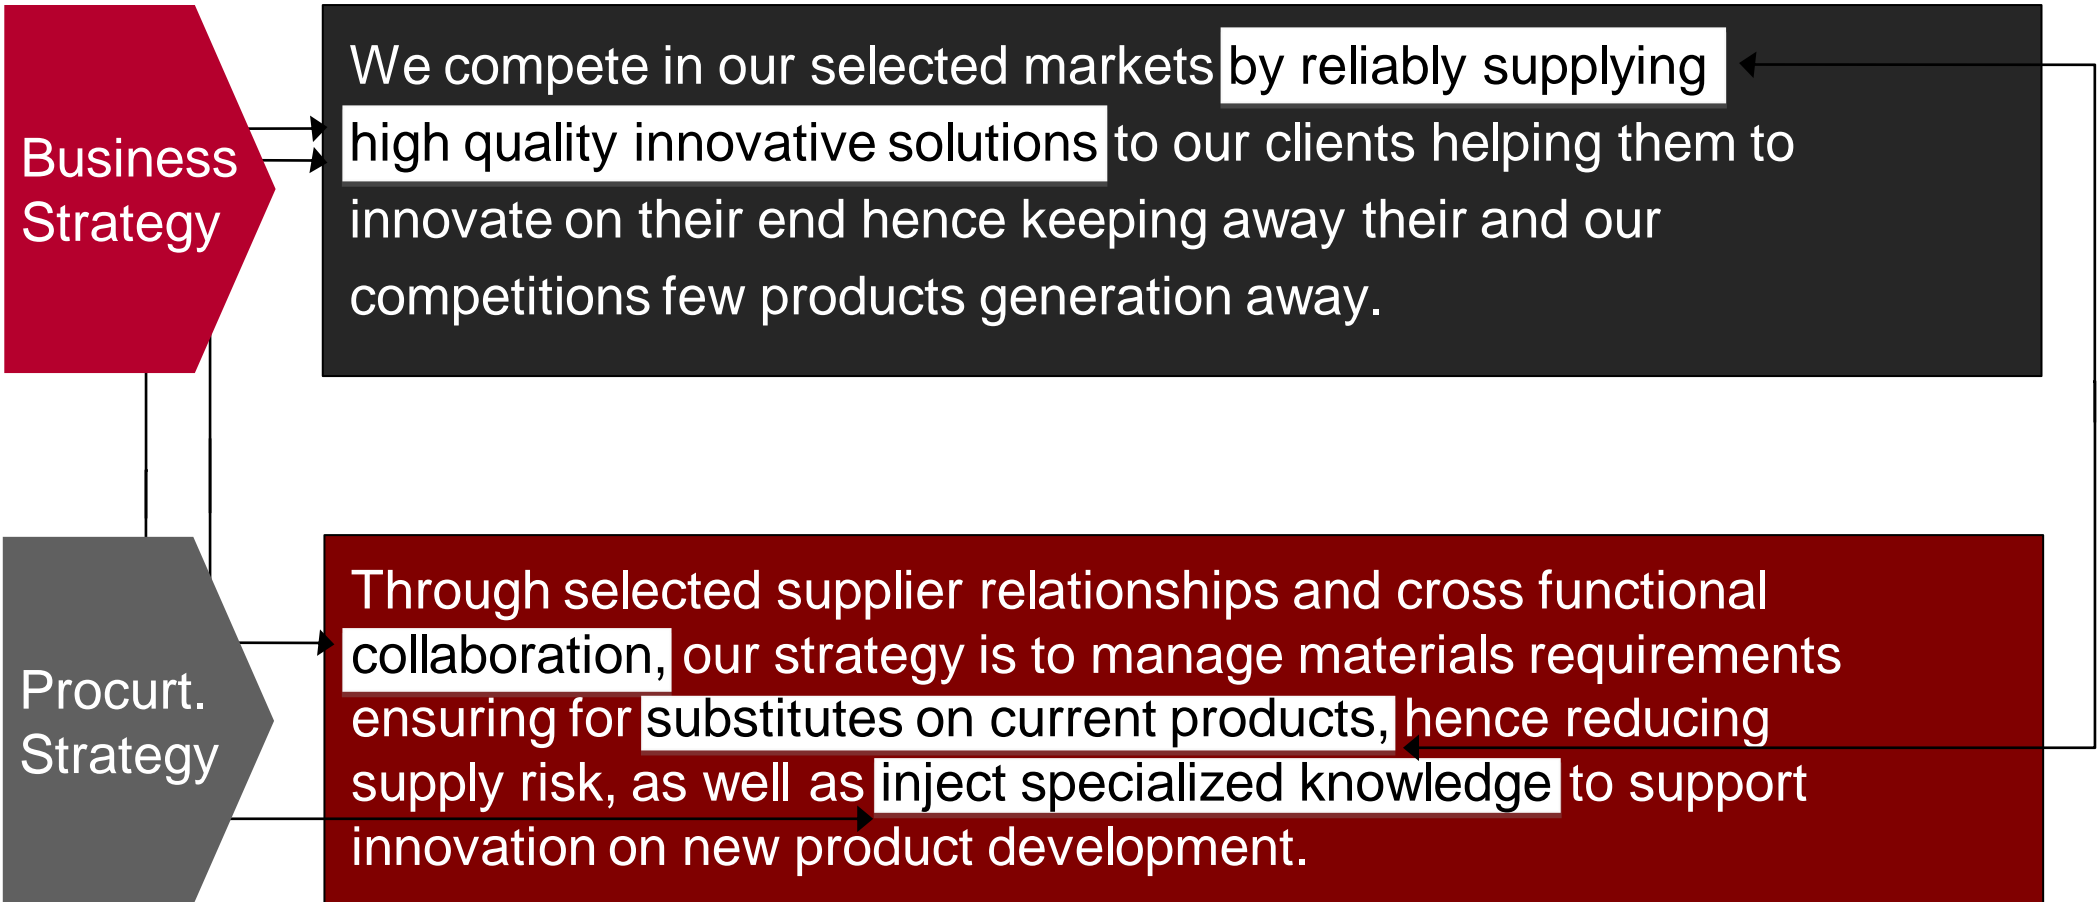 Business
Strategy
We compete in our selected markets by reliably supplying
high quality innovative solutions to our clients helping them to
innovate on their end hence keeping away their and our
competitions few products generation away.
Procurt.
Strategy
Through selected supplier relationships and cross functional
collaboration, our strategy is to manage materials requirements
ensuring for substitutes on current products, hence reducing
supply risk, as well as inject specialized knowledge to support
innovation on new product development.